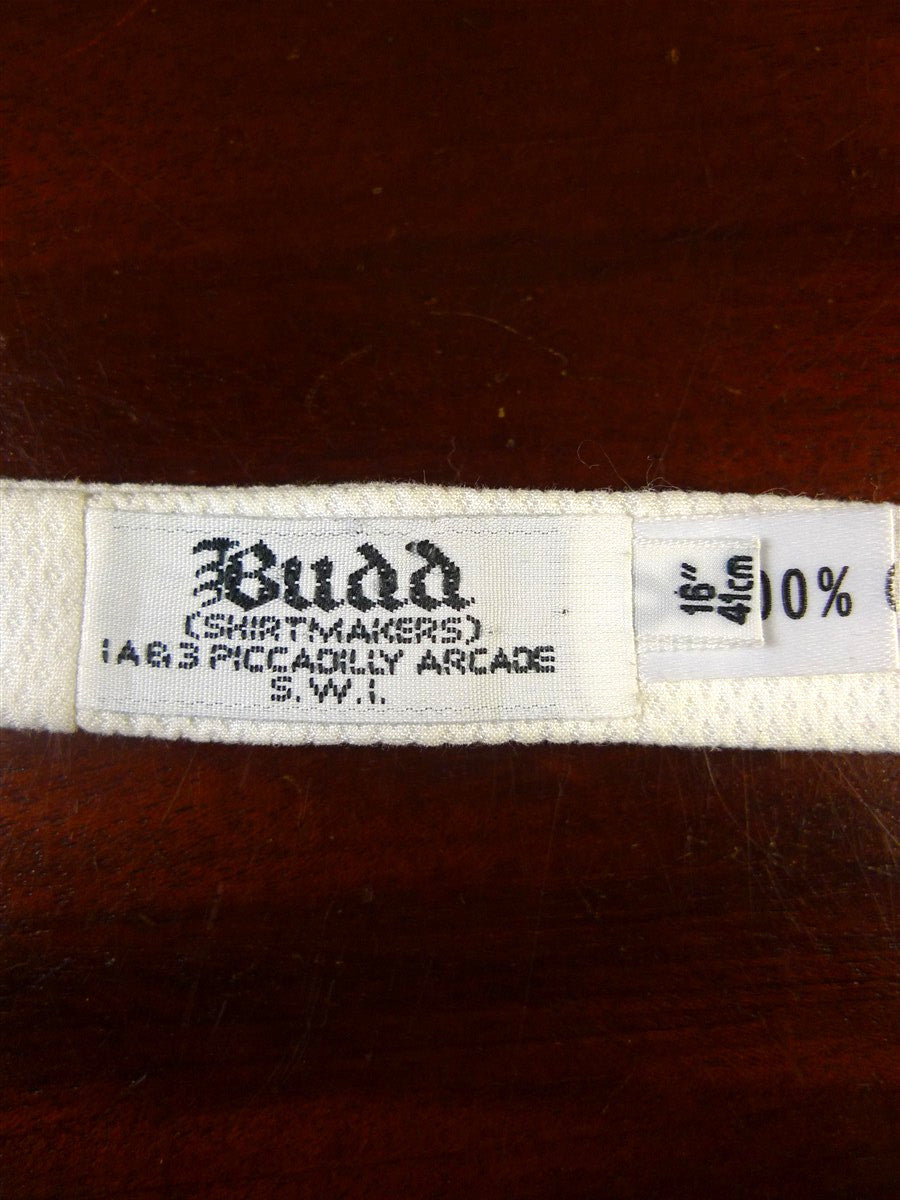 Budd
(SHIRTMAKERS)
1A&3 PICCADILLY ARCADE
S.W.1.
16"
41cm
00%